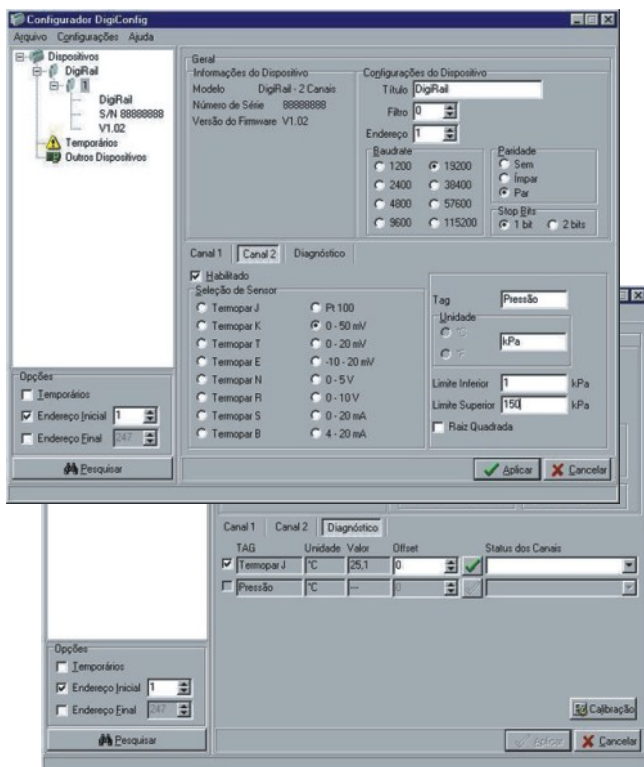 Configurador DigiConfig
Arquivo Configurações Ajuda
Dispositivos
DigiRail
1
DigiRail
S/N 88888888
V1.02
Temporários
Outros Dispositivos
Opções
Temporários
Endereço Inicial 1
Endereço Final 247
Pesquisar
Geral
Informações do Dispositivo
Modelo DigiRail - 2 Canais
Número de Série 88888888
Versão do Firmware V1.02
Configurações do Dispositivo
Título DigiRail
Filtro 0
Endereço 1
Baudrate
1200 19200
2400 38400
4800 57600
9600 115200
Paridade
Sem
Ímpar
Par
Stop Bits
1 bit 2 bits
Canal 1 Canal 2 Diagnóstico
Habilitado
Seleção de Sensor
Termopar J Pt 100
Termopar K 0 - 50 mV
Termopar T 0 - 20 mV
Termopar E -10 - 20 mV
Termopar N 0 - 5 V
Termopar R 0 - 10 V
Termopar S 0 - 20 mA
Termopar B 4 - 20 mA
Tag Pressão
Unidade
°C
°F
kPa
Limite Inferior 1 kPa
Limite Superior 150 kPa
Raiz Quadrada
Aplicar Cancelar
Canal 1 Canal 2 Diagnóstico
TAG Unidade Valor Offset Status dos Canais
Termopar J °C 25,1 0
Pressão °C --- 0
Opções
Temporários
Endereço Inicial 1
Endereço Final 247
Pesquisar
Calibração
Aplicar Cancelar